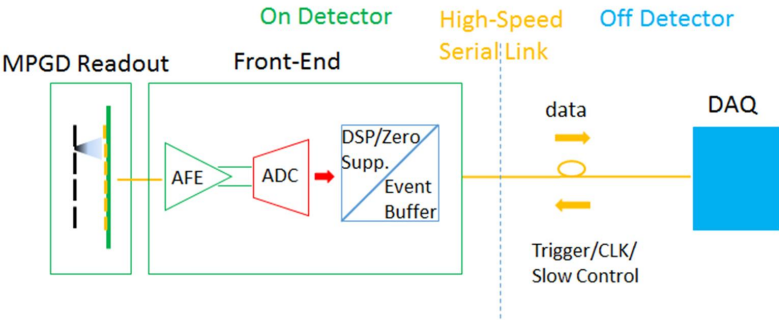 On Detector
High-Speed
Serial Link
Off Detector
MPGD Readout
Front-End
data
DAQ
AFE
ADC
DSP/Zero
Supp.
Event
Buffer
Trigger/CLK/
Slow Control